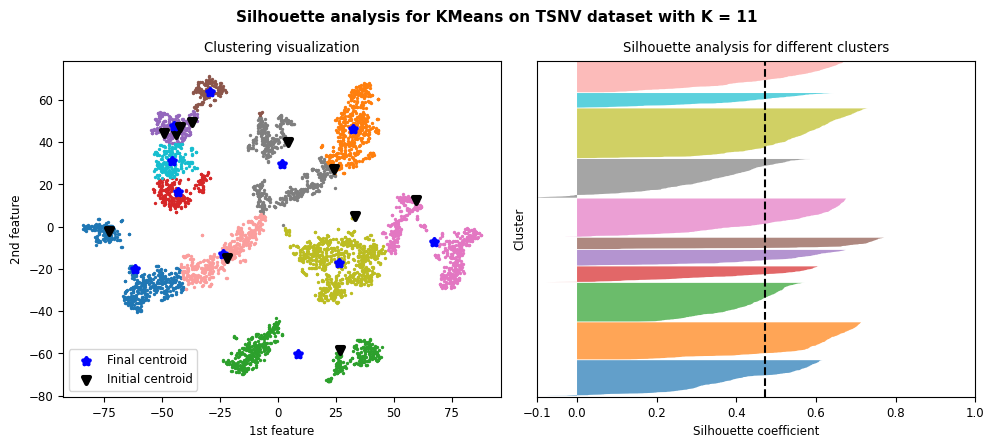 Silhouette analysis for KMeans on TSNV dataset with K = 11
Clustering visualization
60
40
20
0
−20
−40
−60
−80
2nd feature
Final centroid
Initial centroid
−75
−50
−25
0
25
50
75
1st feature
Silhouette analysis for different clusters
Cluster
−0.1
0.0
0.2
0.4
0.6
0.8
1.0
Silhouette coefficient